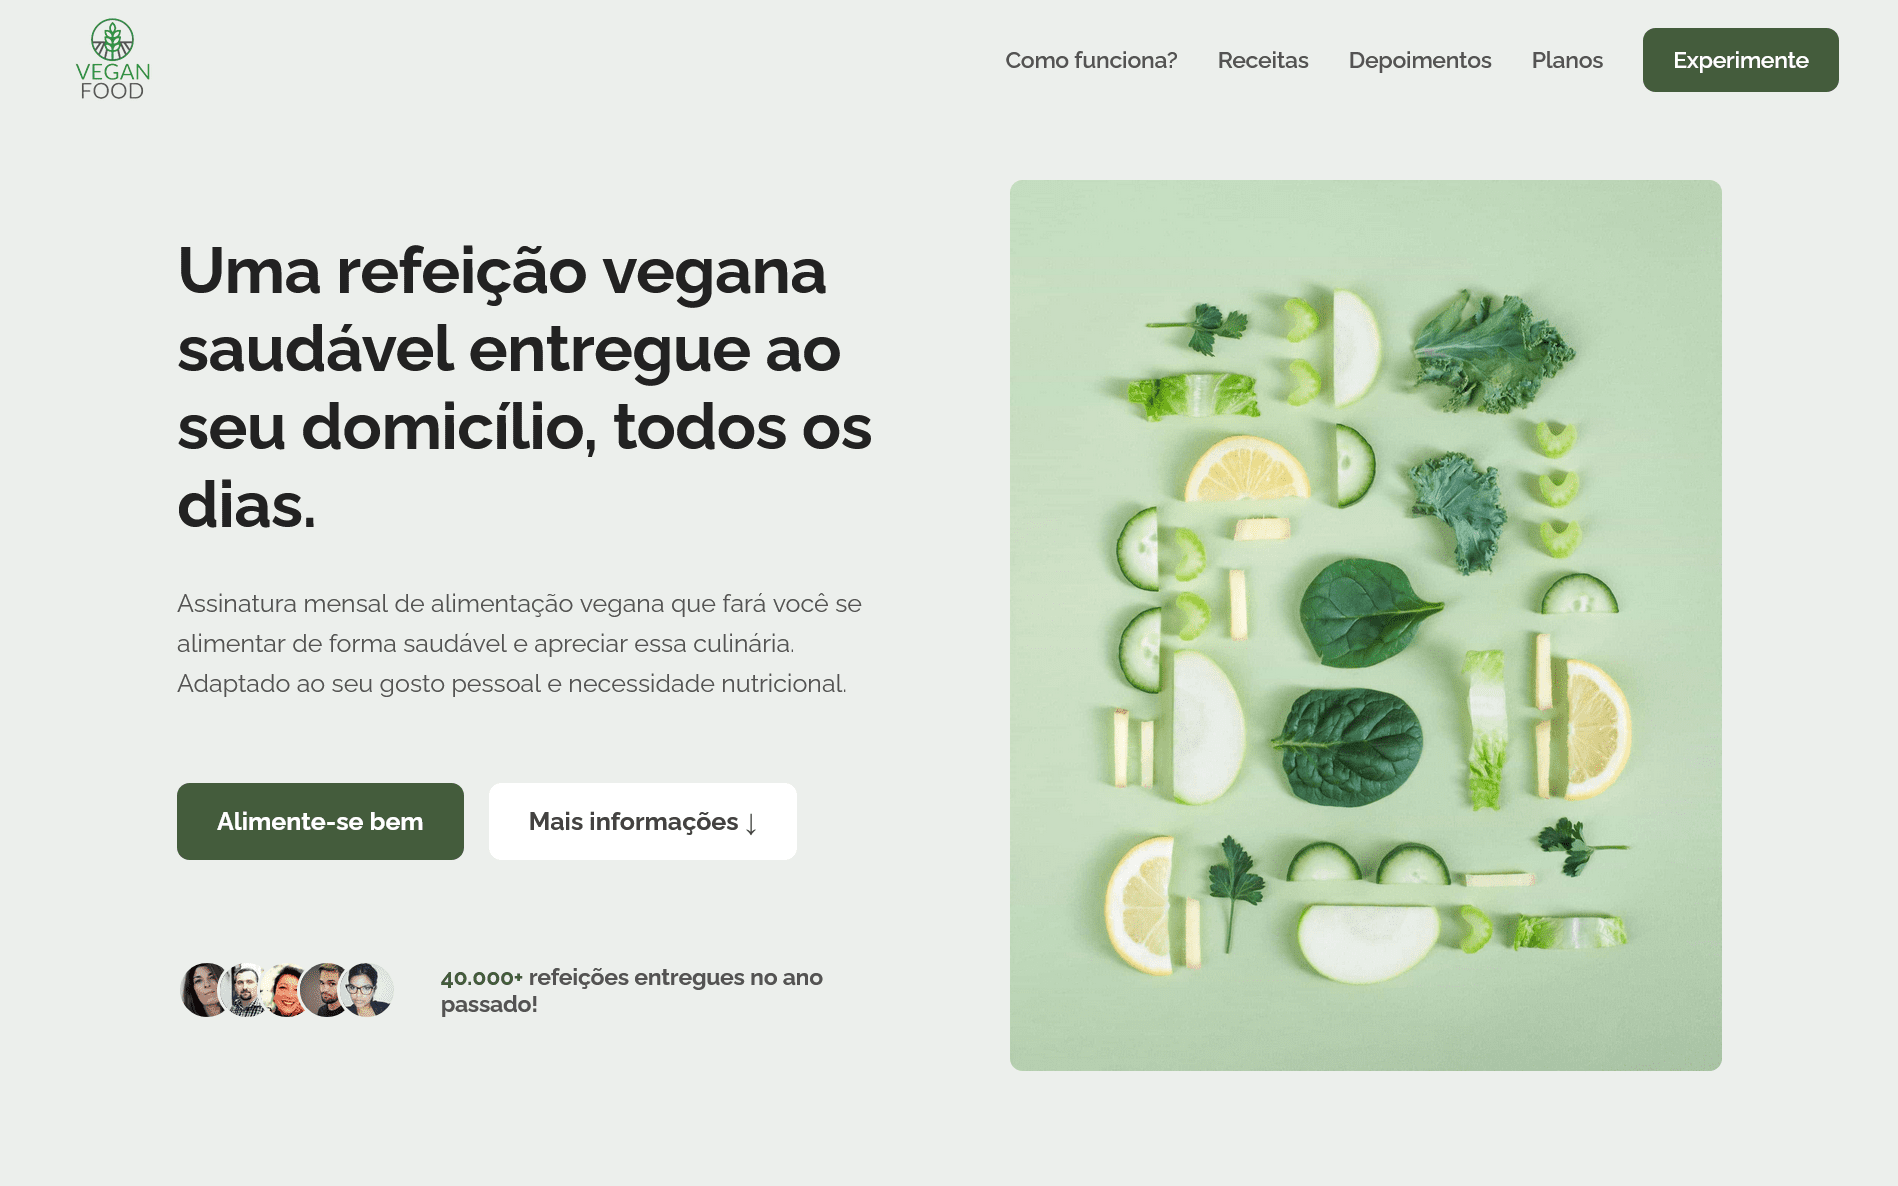 VEGAN
FOOD
Como funciona?
Receitas
Depoimentos
Planos
Experimente
Uma refeição vegana
saudável entregue ao
seu domicílio, todos os
dias.
Assinatura mensal de alimentação vegana que fará você se
alimentar de forma saudável e apreciar essa culinária.
Adaptado ao seu gosto pessoal e necessidade nutricional.
Alimente-se bem
Mais informações ↓
40.000+ refeições entregues no ano
passado!